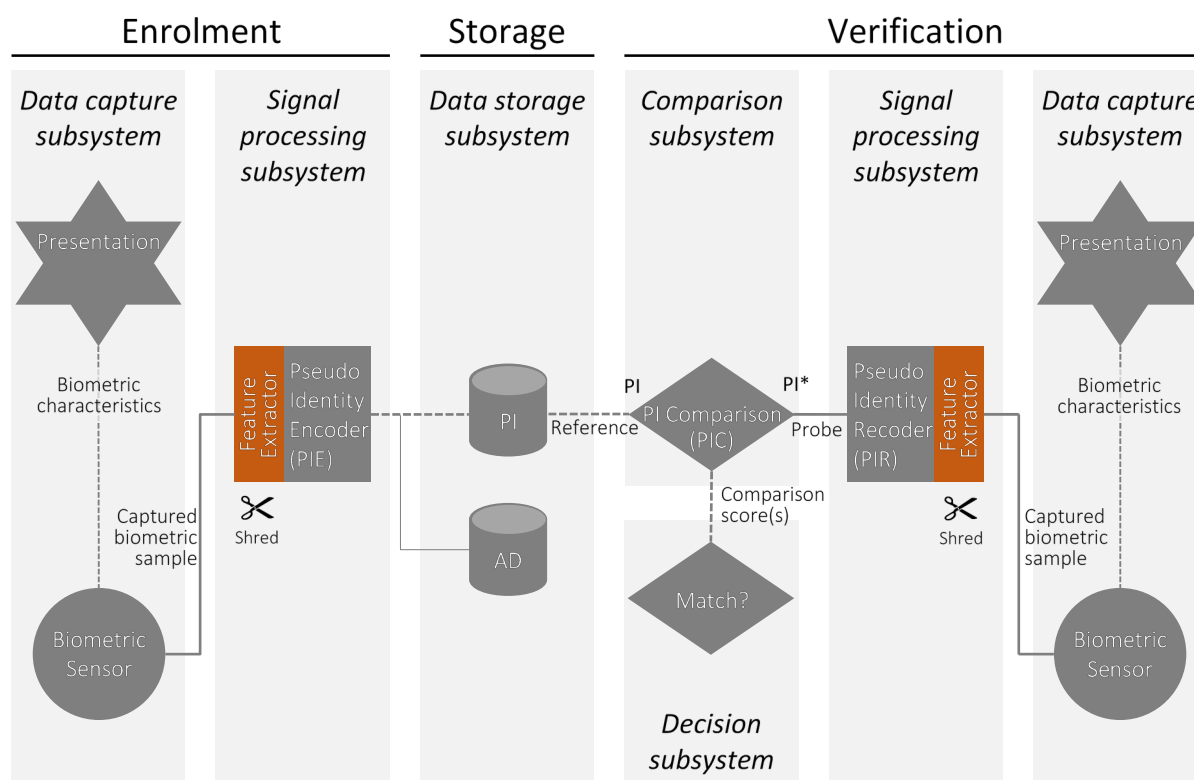 Enrolment
Storage
Verification
Data capture
subsystem
Signal
processing
subsystem
Data storage
subsystem
Comparison
subsystem
Signal
processing
subsystem
Data capture
subsystem
Presentation
Biometric
characteristics
Captured
biometric
sample
Biometric
Sensor
Feature
Extractor
Pseudo
Identity
Encoder
(PIE)
Shred
PI
Reference
AD
PI
PI*
PI Comparison
(PIC)
Probe
Comparison
score(s)
Match?
Decision
subsystem
Pseudo
Identity
Recoder
(PIR)
Feature
Extractor
Shred
Presentation
Biometric
characteristics
Captured
biometric
sample
Biometric
Sensor